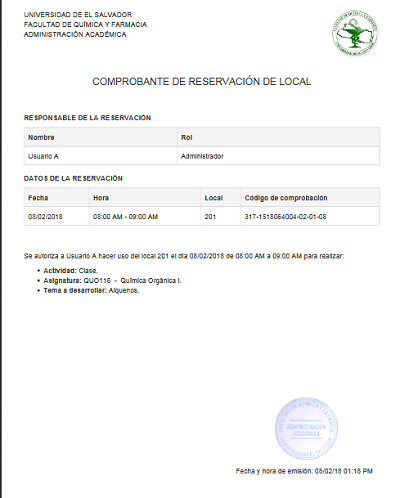 UNIVERSIDAD DE EL SALVADOR
FACULTAD DE QUÍMICA Y FARMACIA
ADMINISTRACIÓN ACADÉMICA
COMPROBANTE DE RESERVACIÓN DE LOCAL
RESPONSABLE DE LA RESERVACIÓN
Nombre Rol
Usuario A Administrador
DATOS DE LA RESERVACIÓN
Fecha Hora Local Código de comprobación
08/02/2018 08:00 AM - 09:00 AM 201 317-1518064004-02-01-08
Se autoriza a Usuario A hacer uso del local 201 el día 08/02/2018 de 08:00 AM a 09:00 AM para realizar:
• Actividad: Clase.
• Asignatura: QUO116 - Química Orgánica I.
• Tema a desarrollar: Alquenos.
ADMINISTRACIÓN
ACADÉMICA
Fecha y hora de emisión: 08/02/18 01:18 PM